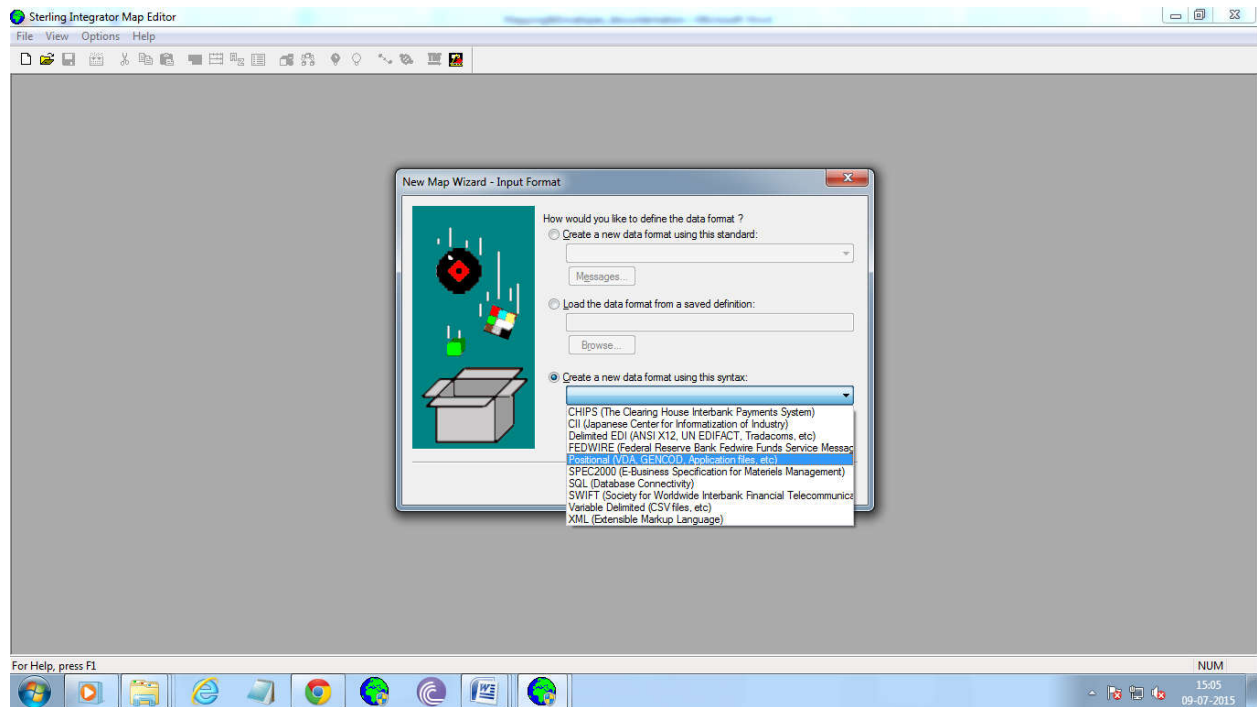 Sterling Integrator Map Editor
File View Options Help
New Map Wizard - Input Format
How would you like to define the data format ?
Create a new data format using this standard:
Messages...
Load the data format from a saved definition:
Browse...
Create a new data format using this syntax:
CHIPS (The Clearing House Interbank Payments System)
CII (Japanese Center for Informatization of Industry)
Delimited EDI (ANSI X12, UN EDIFACT, Tradacoms, etc)
FEDWIRE (Federal Reserve Bank Fedwire Funds Service Messag
Positional (VDA, GENCOD, Application files, etc)
SPEC2000 (E-Business Specification for Materiels Management)
SQL (Database Connectivity)
SWIFT (Society for Worldwide Interbank Financial Telecommunica
Variable Delimited (CSV files, etc)
XML (Extensible Markup Language)
For Help, press F1
NUM
15:05
09-07-2015